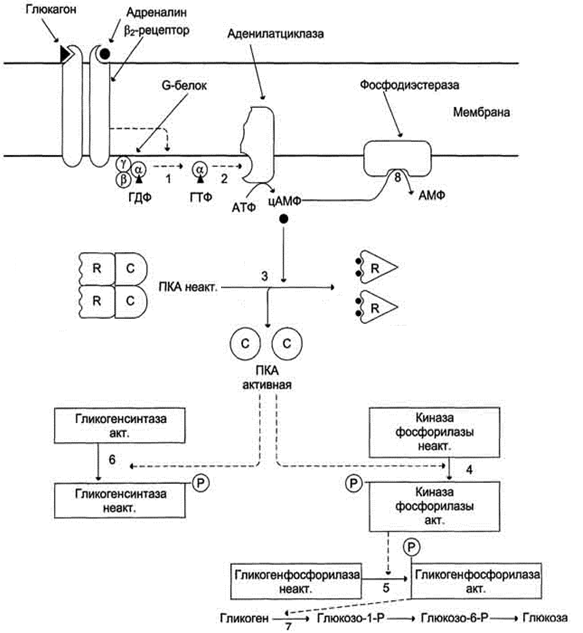 Глюкагон
Адреналин
β₂-рецептор
Аденилатциклаза
G-белок
Фосфодиэстераза
Мембрана
γ
β
α
1
α
2
8
ГДФ
ГТФ
АТФ
цАМФ
АМФ
R C
R C
ПКА неакт.
3
R
R
C C
ПКА
активная
Гликогенсинтаза
акт.
Киназа
фосфорилазы
неакт.
6
4
P
Гликогенсинтаза
неакт.
P
Киназа
фосфорилазы
акт.
P
Гликогенфосфорилаза
неакт.
5
Гликогенфосфорилаза
акт.
Гликоген
7
Глюкозо-1-Р
Глюкозо-6-Р
Глюкоза